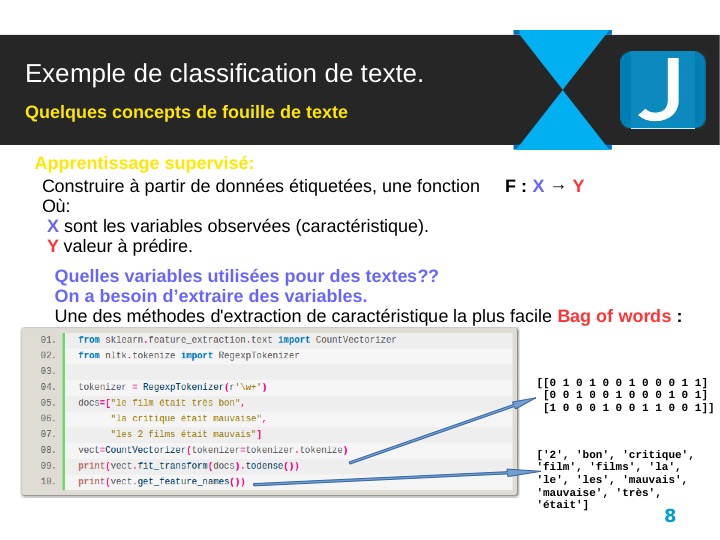 Exemple de classification de texte.
Quelques concepts de fouille de texte
J
Apprentissage supervisé:
Construire à partir de données étiquetées, une fonction F : X → Y
Où:
X sont les variables observées (caractéristique).
Y valeur à prédire.
Quelles variables utilisées pour des textes??
On a besoin d'extraire des variables.
Une des méthodes d'extraction de caractéristique la plus facile Bag of words :
01. from sklearn.feature_extraction.text import CountVectorizer
02. from nltk.tokenize import RegexpTokenizer
03.
04. tokenizer = RegexpTokenizer(r'\w+')
05. docs=["le film était très bon",
06. "la critique était mauvaise",
07. "les 2 films était mauvais"]
08. vect=CountVectorizer(tokenizer=tokenizer.tokenize)
09. print(vect.fit_transform(docs).todense())
10. print(vect.get_feature_names())
[[0 1 0 1 0 0 1 0 0 0 1 1]
[0 0 1 0 0 1 0 0 0 1 0 1]
[1 0 0 0 1 0 0 1 1 0 0 1]]
['2', 'bon', 'critique',
'film', 'films', 'la',
'le', 'les', 'mauvais',
'mauvaise', 'très',
'était']
8